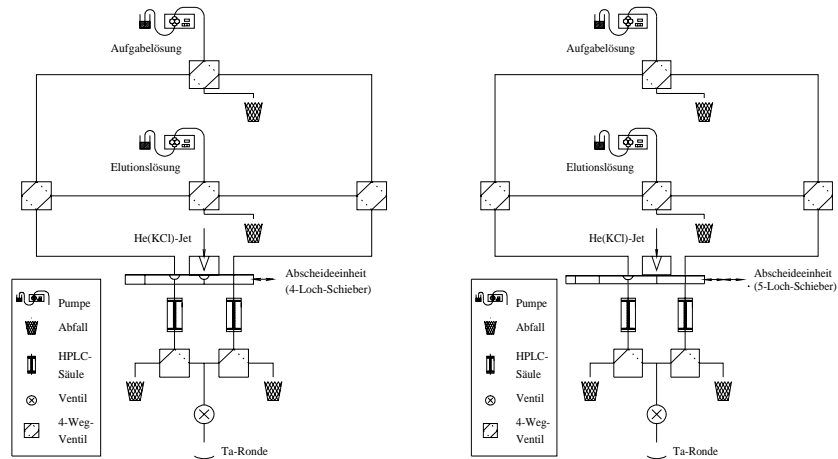 Aufgabelösung
Elutionslösung
He(KCl)-Jet
Abscheideeinheit
(4-Loch-Schieber)
Pumpe
Abfall
HPLC-
Säule
Ventil
4-Weg-
Ventil
Ta-Ronde
Aufgabelösung
Elutionslösung
He(KCl)-Jet
Abscheideeinheit
(5-Loch-Schieber)
Pumpe
Abfall
HPLC-
Säule
Ventil
4-Weg-
Ventil
Ta-Ronde